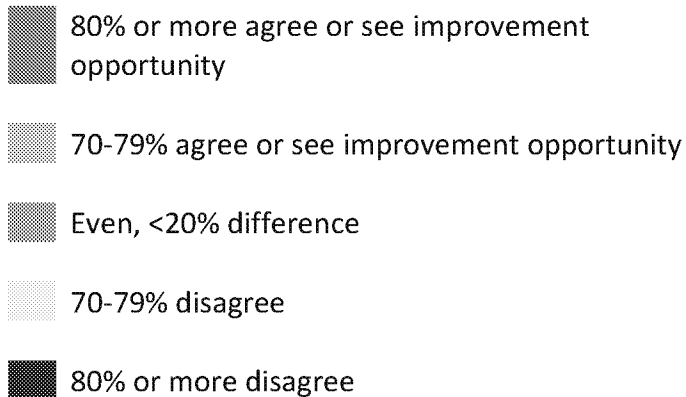 80% or more agree or see improvement
opportunity
70-79% agree or see improvement opportunity
Even, <20% difference
70-79% disagree
80% or more disagree